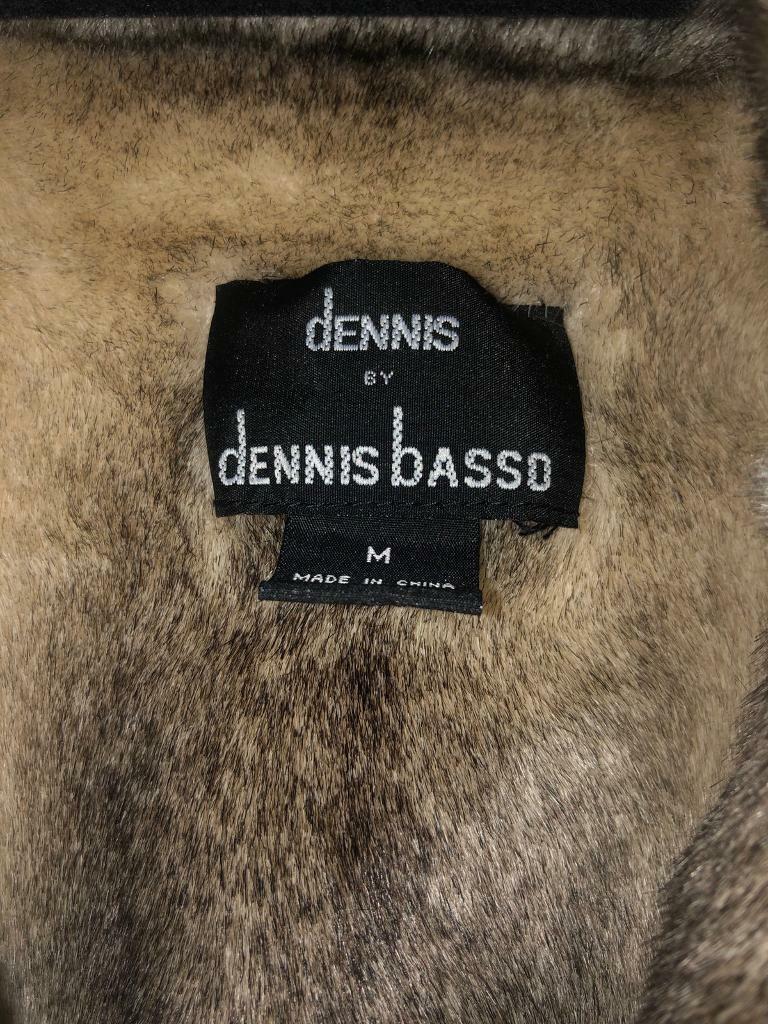 dENNIS
BY
dENNIS bASSO
M
MADE IN CHINA